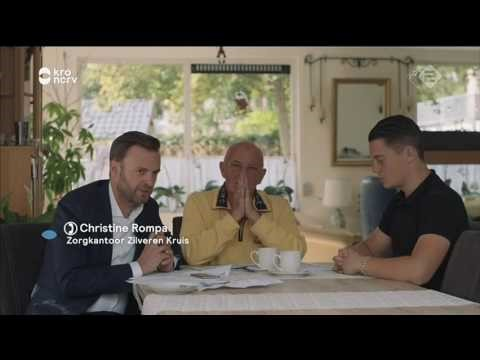 kro
ncrv
Christine Rompa
Zorgkantoor Zilveren Kruis